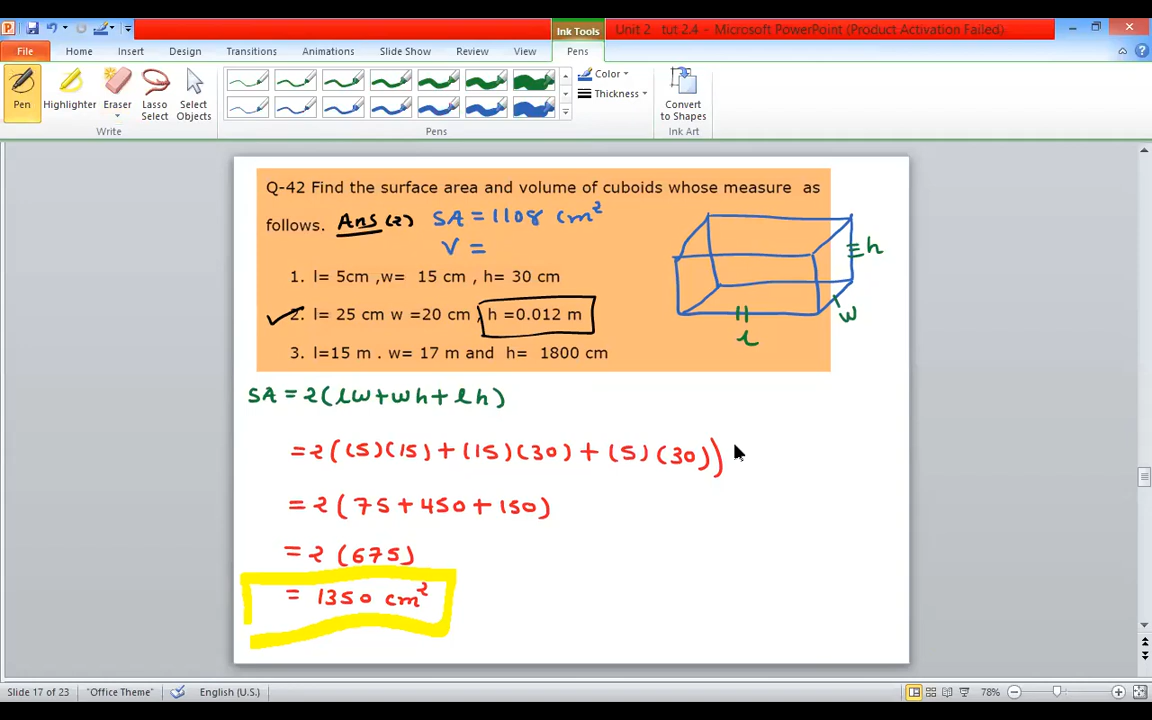 Ink Tools
Unit 2 tut 2.4 - Microsoft PowerPoint (Product Activation Failed)
File Home Insert Design Transitions Animations Slide Show Review View Pens
Pen Highlighter Eraser Lasso Select Select Objects
Color
Thickness
Convert to Shapes
Write Pens Ink Art
Q-42 Find the surface area and volume of cuboids whose measure as
follows. Ans (2) SA = 1108 cm²
V =
1. l= 5cm ,w= 15 cm , h= 30 cm
2. l= 25 cm w =20 cm , h =0.012 m
3. l=15 m . w= 17 m and h= 1800 cm
h
w
l
SA = 2(lw+wh+lh)
= 2((5)(15) + (15)(30) + (5)(30))
= 2(75+450+150)
= 2(675)
= 1350 cm²
Slide 17 of 23 "Office Theme" English (U.S.) 78%